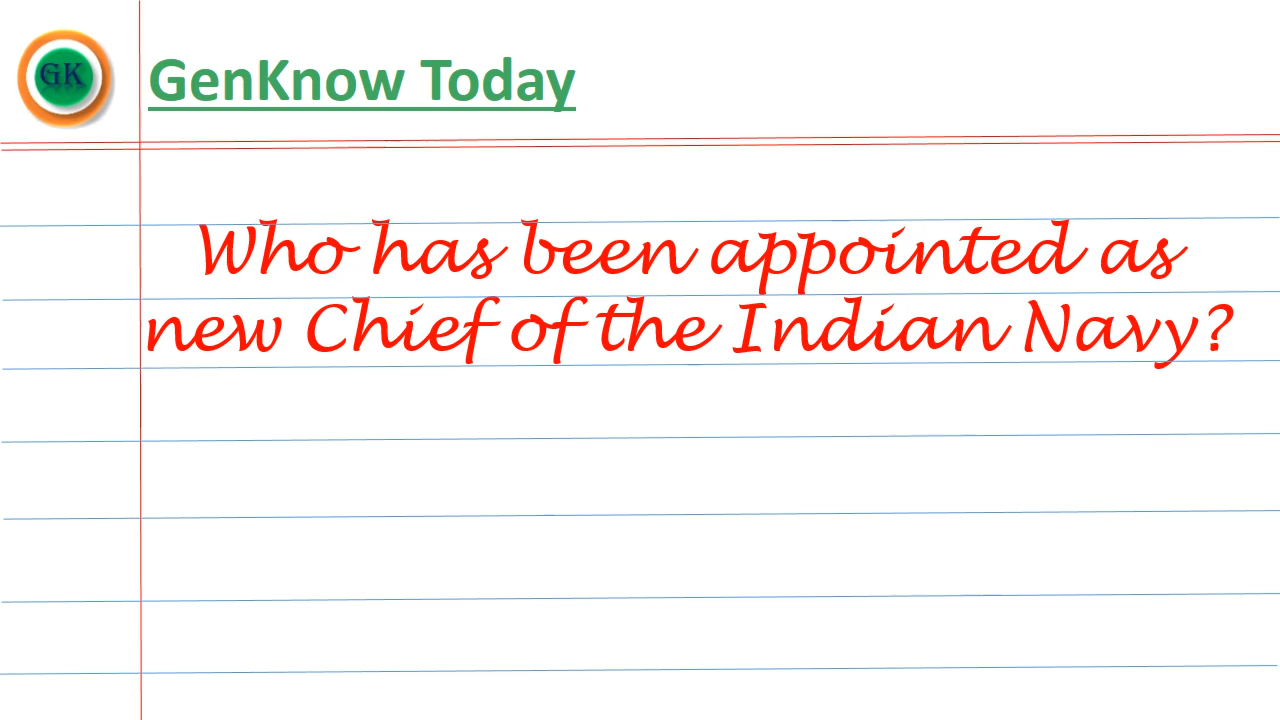 GK
GenKnow Today
Who has been appointed as
new Chief of the Indian Navy?